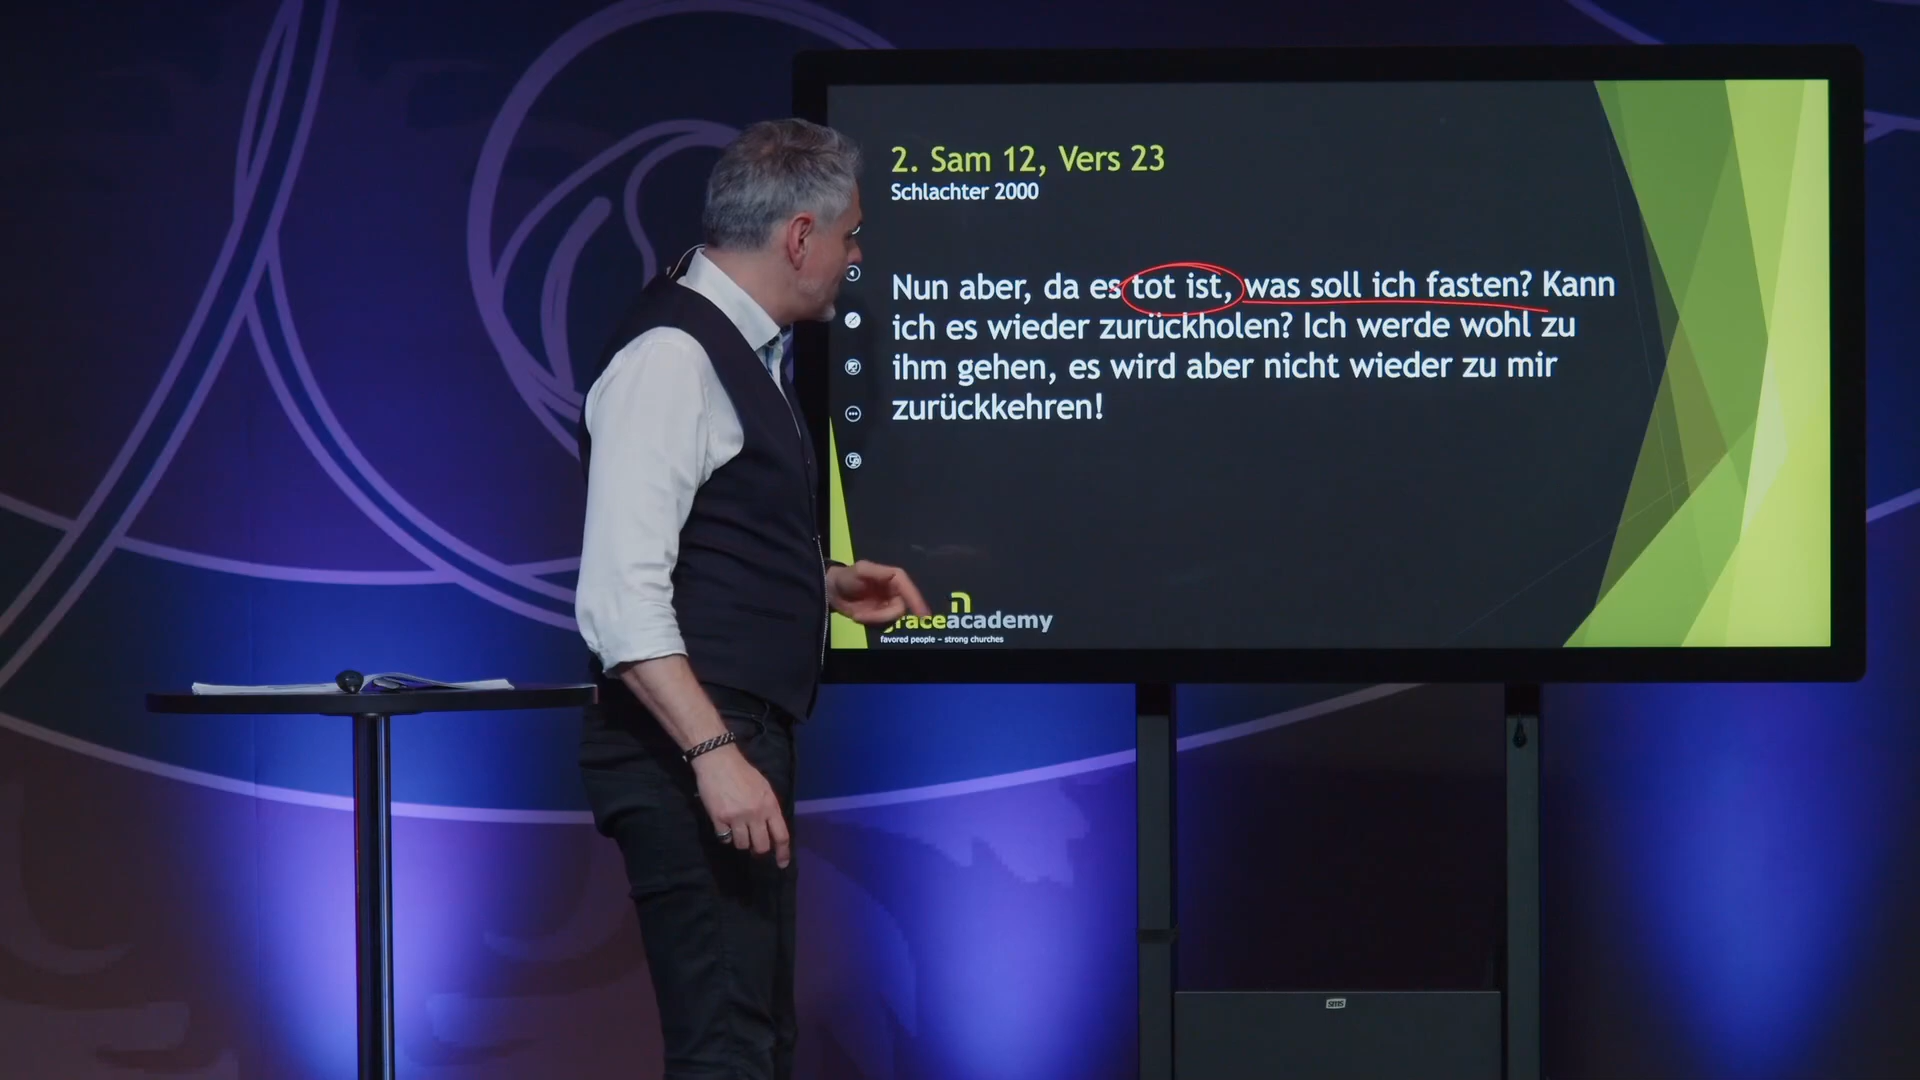 2. Sam 12, Vers 23
Schlachter 2000
Nun aber, da es tot ist, was soll ich fasten? Kann
ich es wieder zurückholen? Ich werde wohl zu
ihm gehen, es wird aber nicht wieder zu mir
zurückkehren!
graceacademy
favored people – strong churches
sms